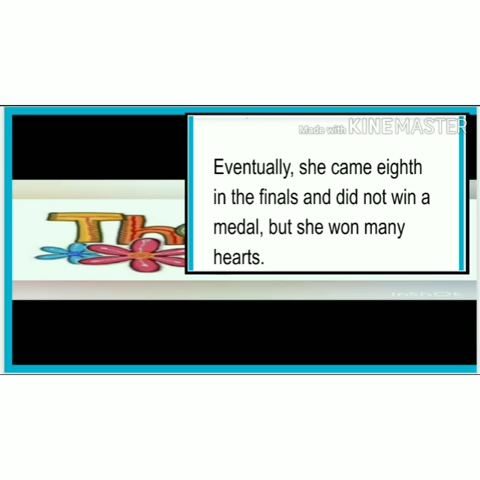 Made with KINEMASTER
Eventually, she came eighth
in the finals and did not win a
medal, but she won many
hearts.
Th